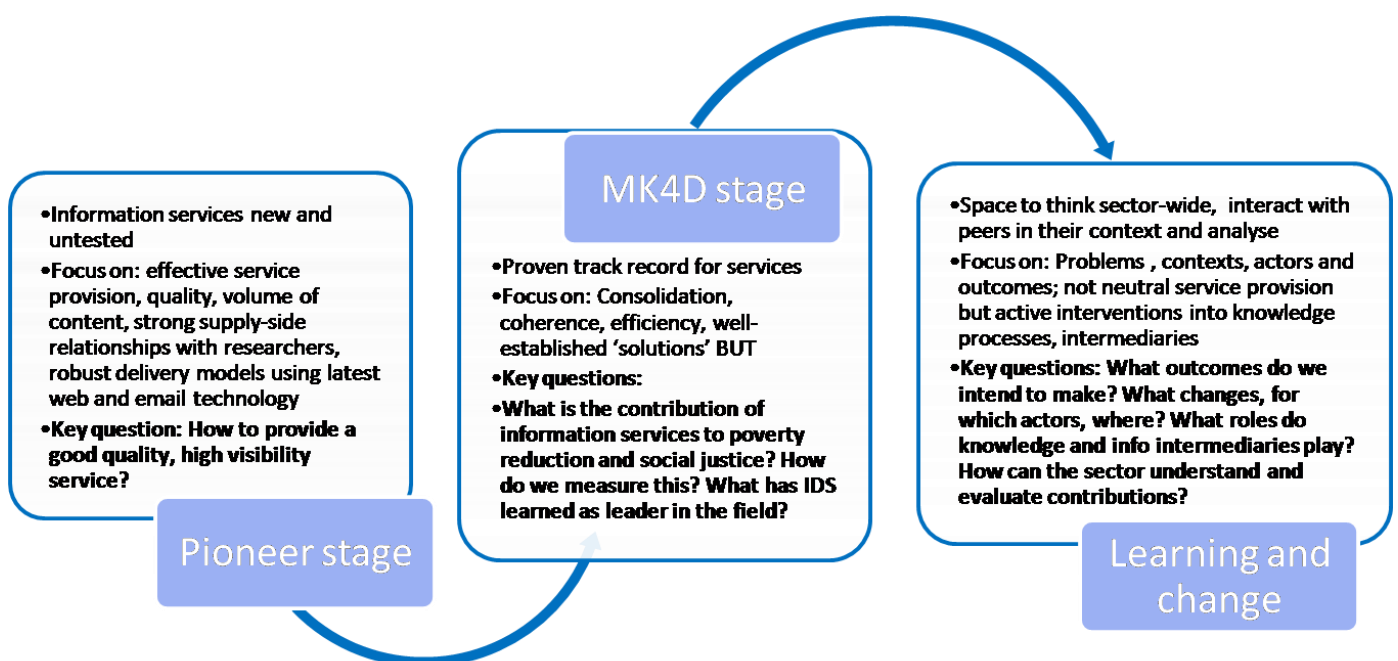 •Information services new and
untested
•Focus on: effective service
provision, quality, volume of
content, strong supply-side
relationships with researchers,
robust delivery models using latest
web and email technology
•Key question: How to provide a
good quality, high visibility
service?
Pioneer stage
MK4D stage
•Proven track record for services
•Focus on: Consolidation,
coherence, efficiency, well-
established ‘solutions’ BUT
•Key questions:
•What is the contribution of
information services to poverty
reduction and social justice? How
do we measure this? What has IDS
learned as leader in the field?
•Space to think sector-wide, interact with
peers in their context and analyse
•Focus on: Problems , contexts, actors and
outcomes; not neutral service provision
but active interventions into knowledge
processes, intermediaries
•Key questions: What outcomes do we
intend to make? What changes, for
which actors, where? What roles do
knowledge and info intermediaries play?
How can the sector understand and
evaluate contributions?
Learning and
change